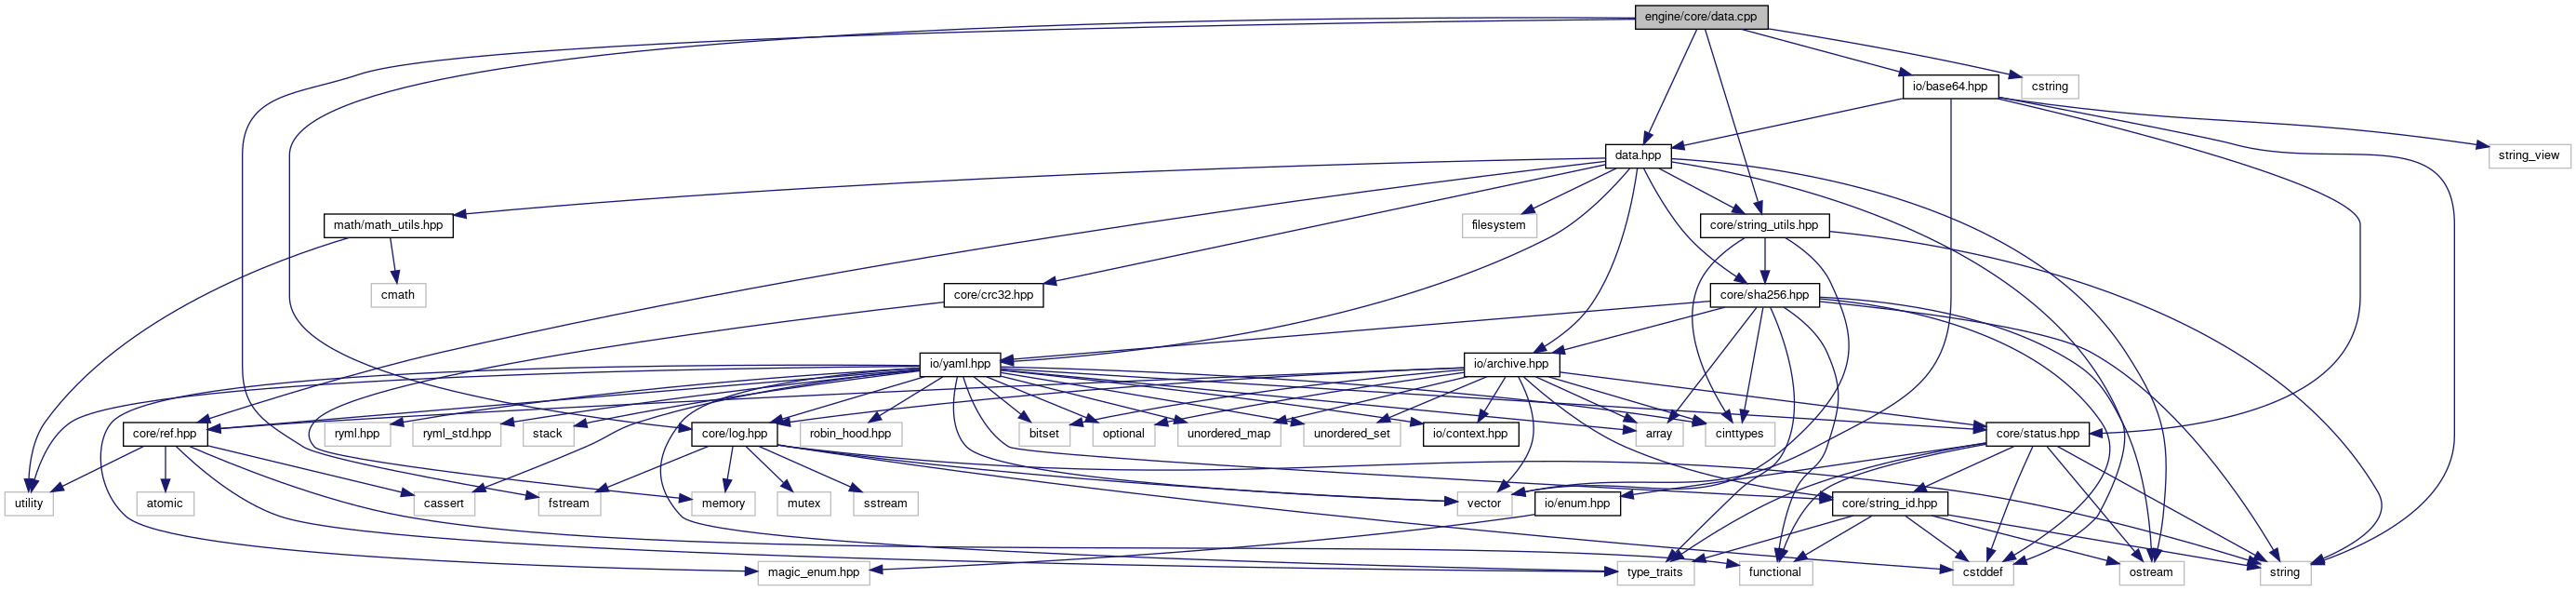 engine/core/data.cpp
io/base64.hpp
cstring
data.hpp
string_view
math/math_utils.hpp
filesystem
core/string_utils.hpp
cmath
core/crc32.hpp
core/sha256.hpp
io/yaml.hpp
io/archive.hpp
core/ref.hpp
ryml.hpp
ryml_std.hpp
stack
core/log.hpp
robin_hood.hpp
bitset
optional
unordered_map
unordered_set
io/context.hpp
array
cinttypes
core/status.hpp
utility
atomic
cassert
fstream
memory
mutex
sstream
vector
io/enum.hpp
core/string_id.hpp
magic_enum.hpp
type_traits
functional
cstddef
ostream
string